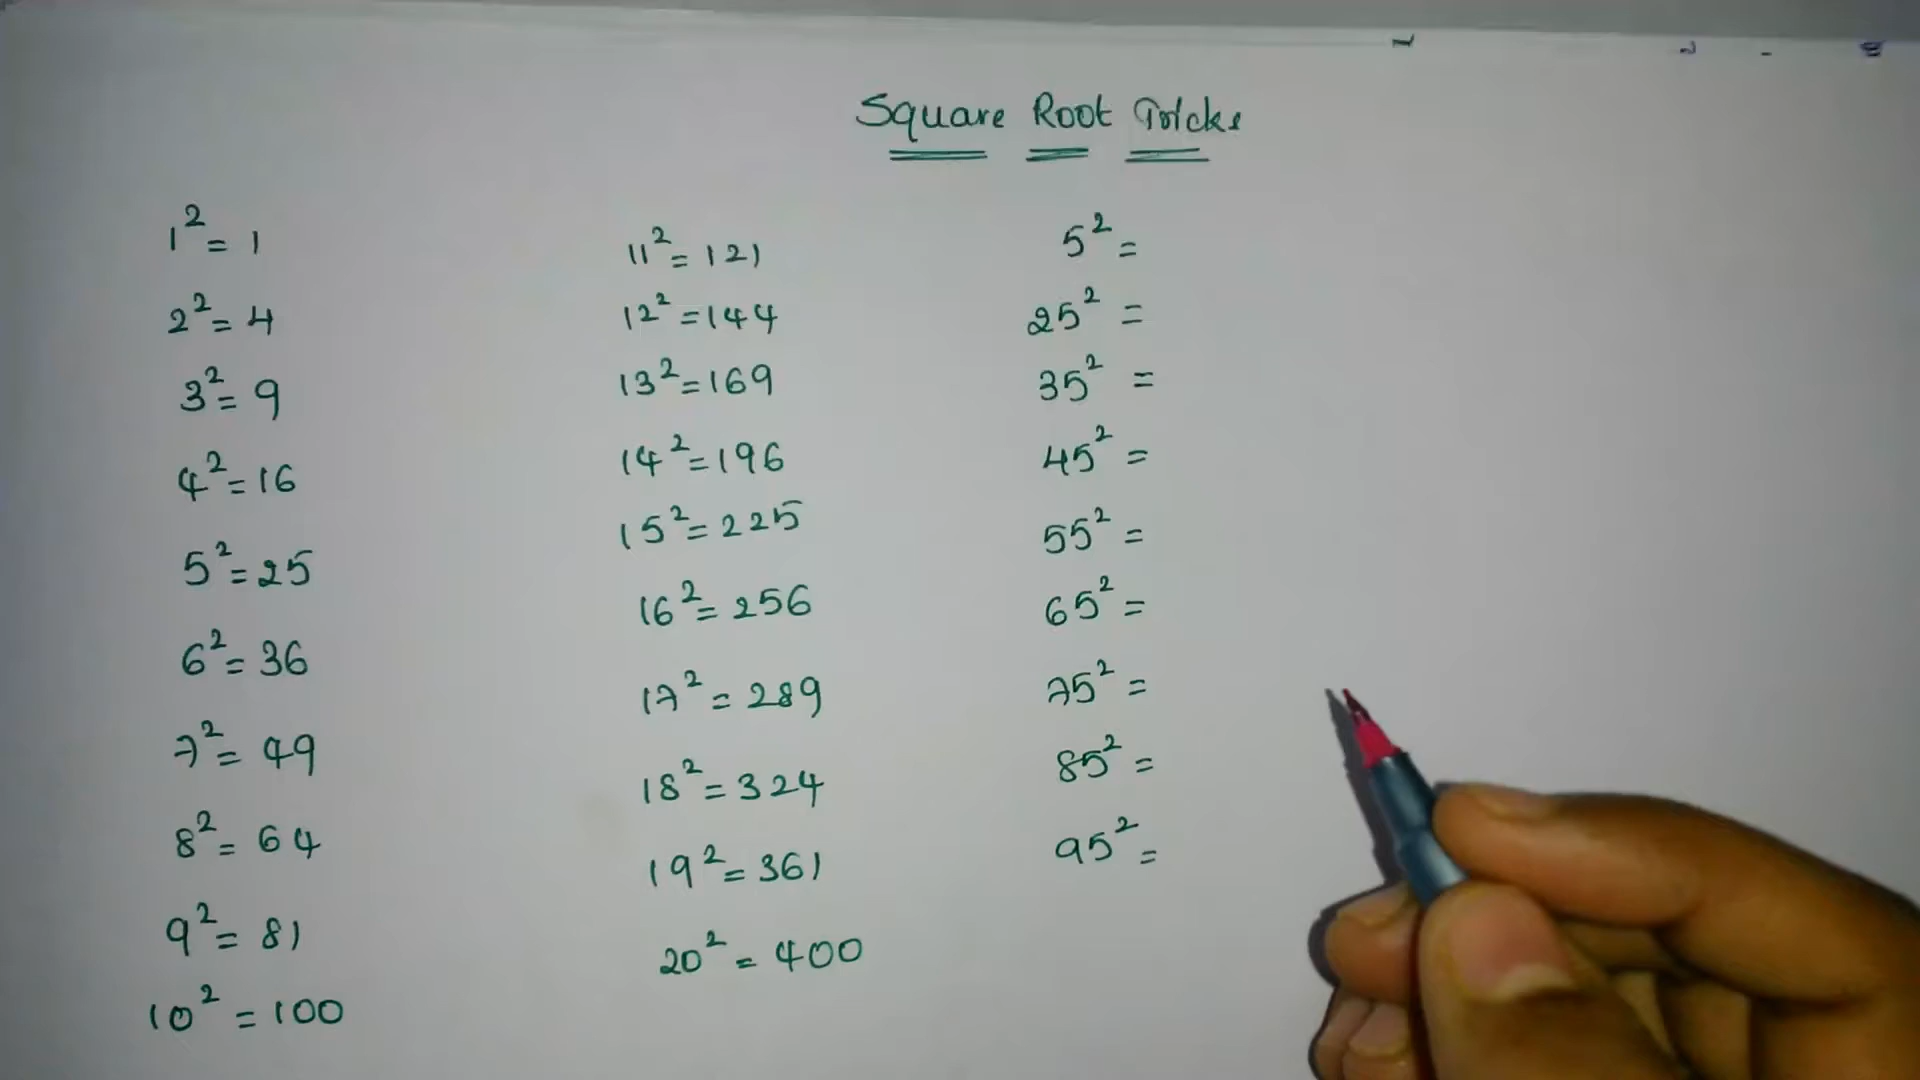 Square Root Tricks
1² = 1
2² = 4
3² = 9
4² = 16
5² = 25
6² = 36
7² = 49
8² = 64
9² = 81
10² = 100
11² = 121
12² = 144
13² = 169
14² = 196
15² = 225
16² = 256
17² = 289
18² = 324
19² = 361
20² = 400
5² =
25² =
35² =
45² =
55² =
65² =
75² =
85² =
95² =